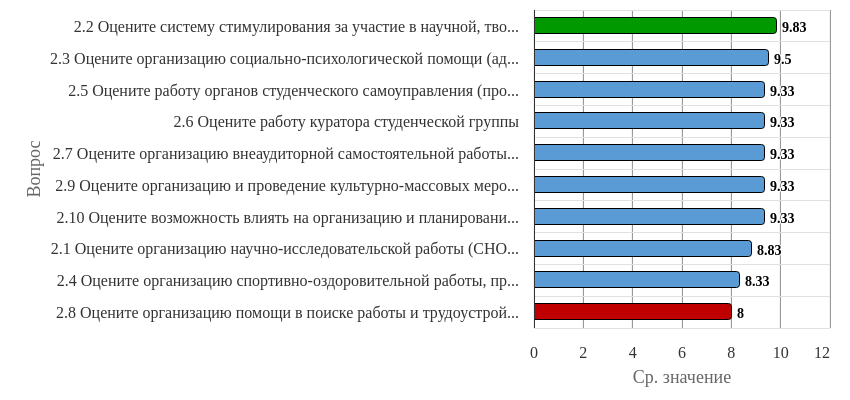 2.2 Оцените систему стимулирования за участие в научной, тво... 9.83
2.3 Оцените организацию социально-психологической помощи (ад... 9.5
2.5 Оцените работу органов студенческого самоуправления (про... 9.33
2.6 Оцените работу куратора студенческой группы 9.33
2.7 Оцените организацию внеаудиторной самостоятельной работы... 9.33
2.9 Оцените организацию и проведение культурно-массовых меро... 9.33
2.10 Оцените возможность влиять на организацию и планировани... 9.33
2.1 Оцените организацию научно-исследовательской работы (СНО... 8.83
2.4 Оцените организацию спортивно-оздоровительной работы, пр... 8.33
2.8 Оцените организацию помощи в поиске работы и трудоустрой... 8
Вопрос
0 2 4 6 8 10 12
Ср. значение